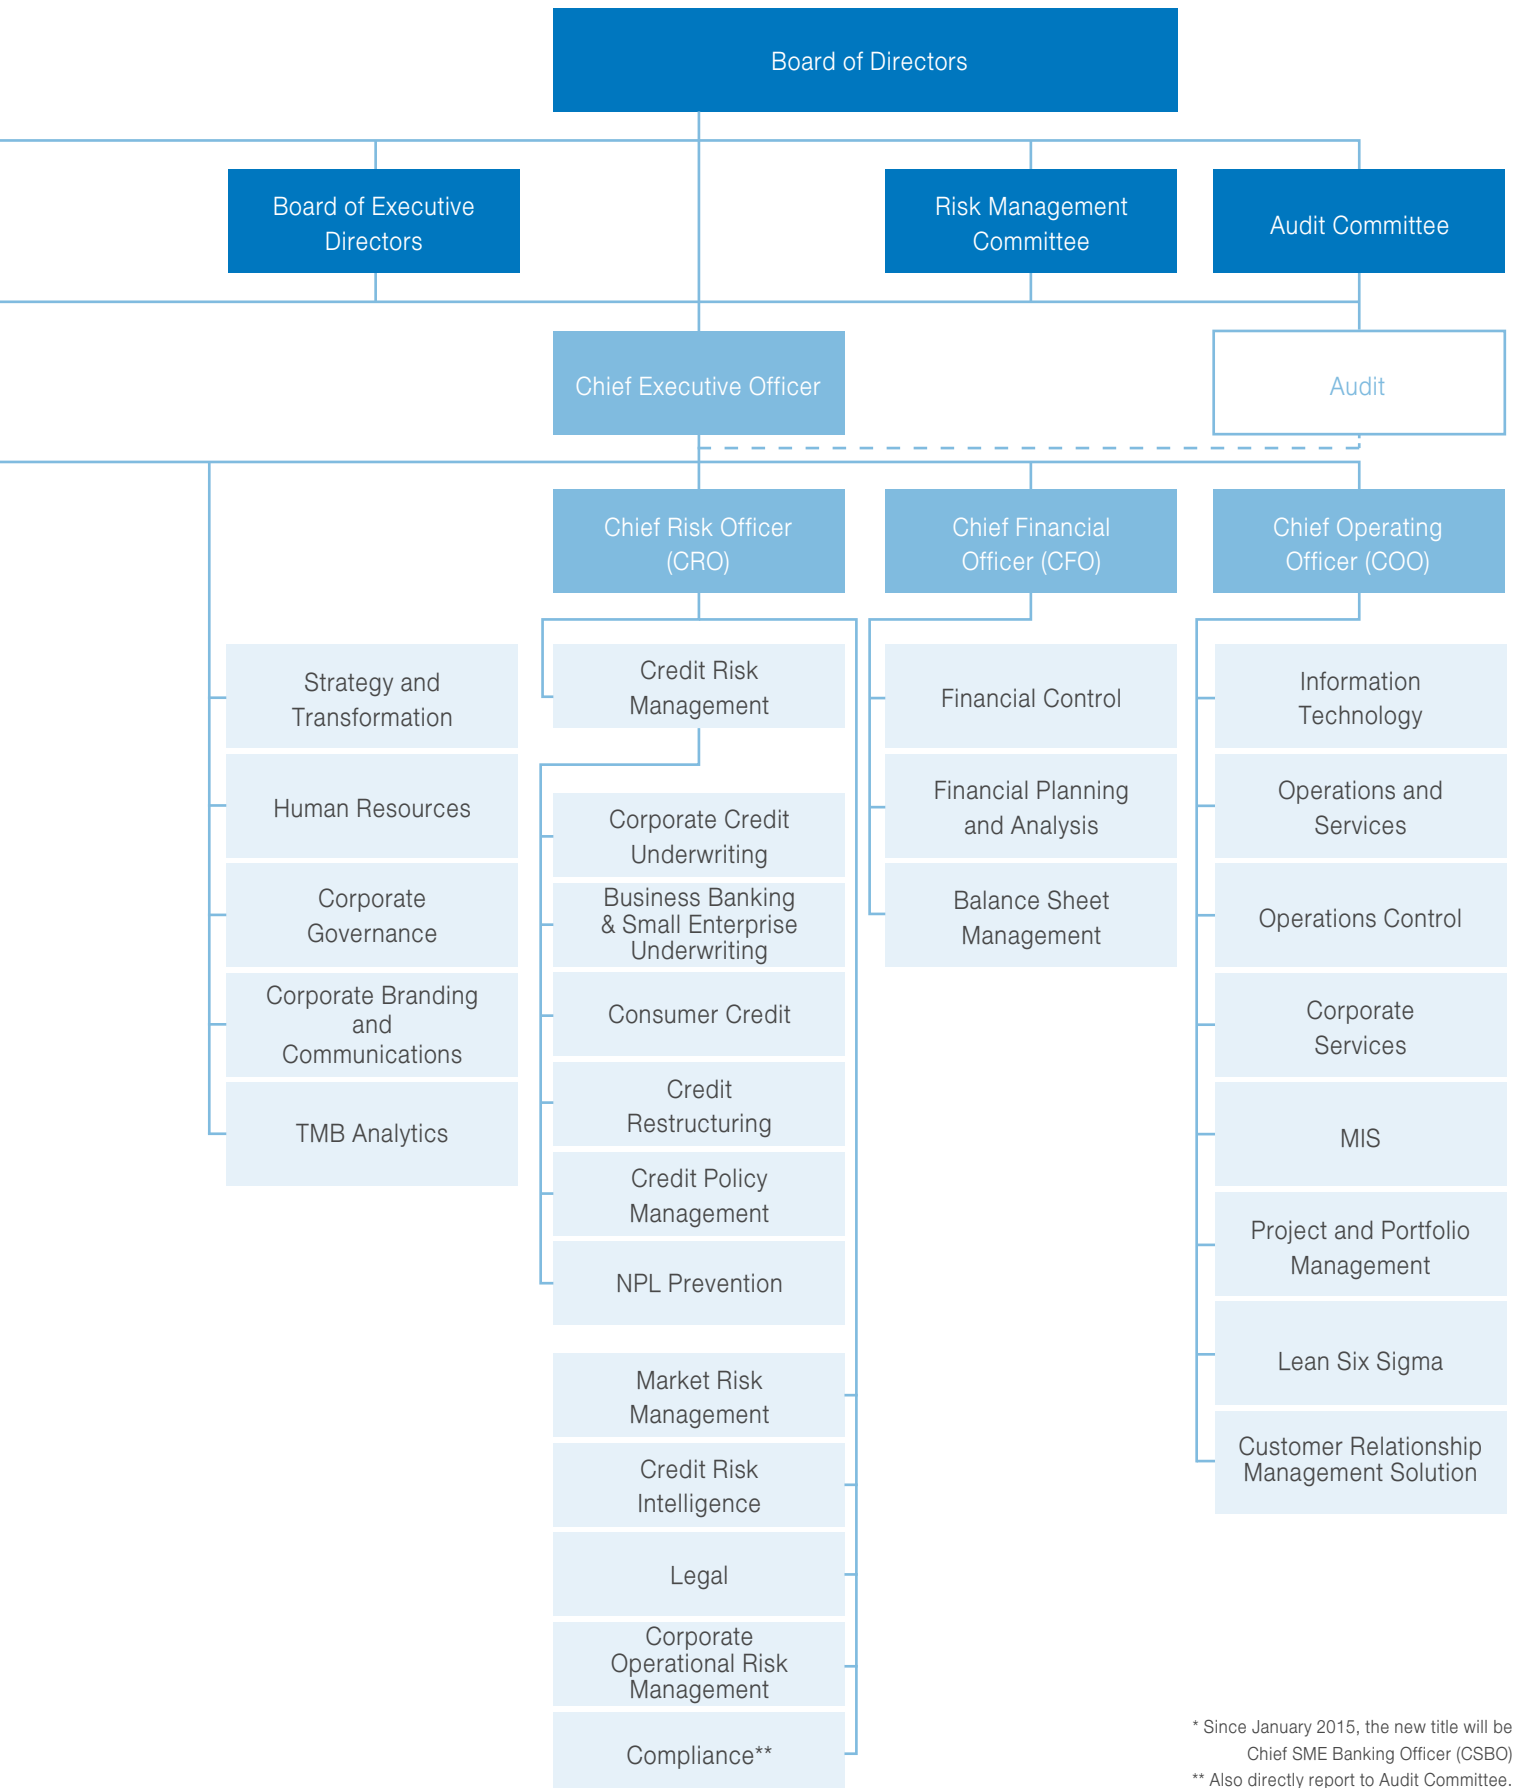 Board of Directors
Board of Executive
Directors
Risk Management
Committee
Audit Committee
Chief Executive Officer
Audit
Chief Risk Officer
(CRO)
Chief Financial
Officer (CFO)
Chief Operating
Officer (COO)
Strategy and
Transformation
Human Resources
Corporate
Governance
Corporate Branding
and
Communications
TMB Analytics
Credit Risk
Management
Corporate Credit
Underwriting
Business Banking
& Small Enterprise
Underwriting
Consumer Credit
Credit
Restructuring
Credit Policy
Management
NPL Prevention
Market Risk
Management
Credit Risk
Intelligence
Legal
Corporate
Operational Risk
Management
Compliance**
Financial Control
Financial Planning
and Analysis
Balance Sheet
Management
Information
Technology
Operations and
Services
Operations Control
Corporate
Services
MIS
Project and Portfolio
Management
Lean Six Sigma
Customer Relationship
Management Solution
* Since January 2015, the new title will be
Chief SME Banking Officer (CSBO)
** Also directly report to Audit Committee.